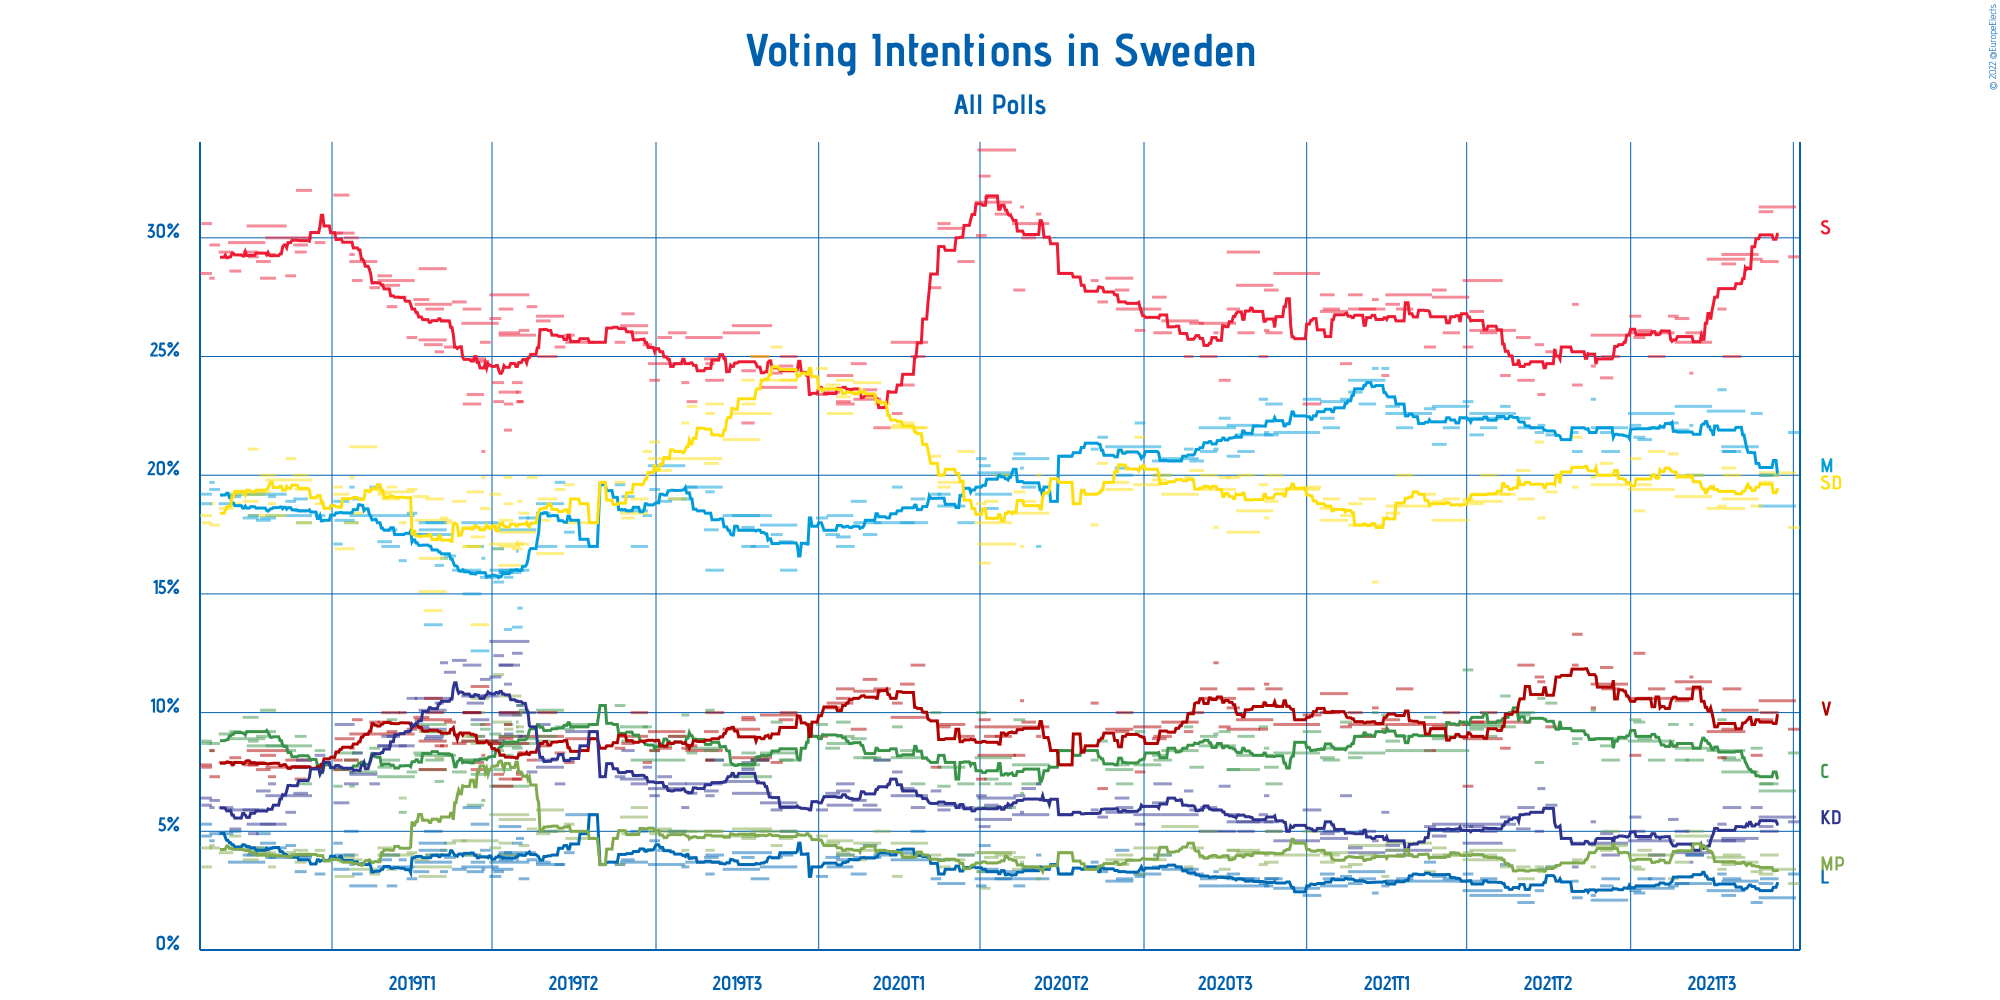 Voting Intentions in Sweden
All Polls
© 2022 @EuropeElects
30%
25%
20%
15%
10%
5%
0%
S
M
SD
V
C
KD
MP
L
2019T1
2019T2
2019T3
2020T1
2020T2
2020T3
2021T1
2021T2
2021T3